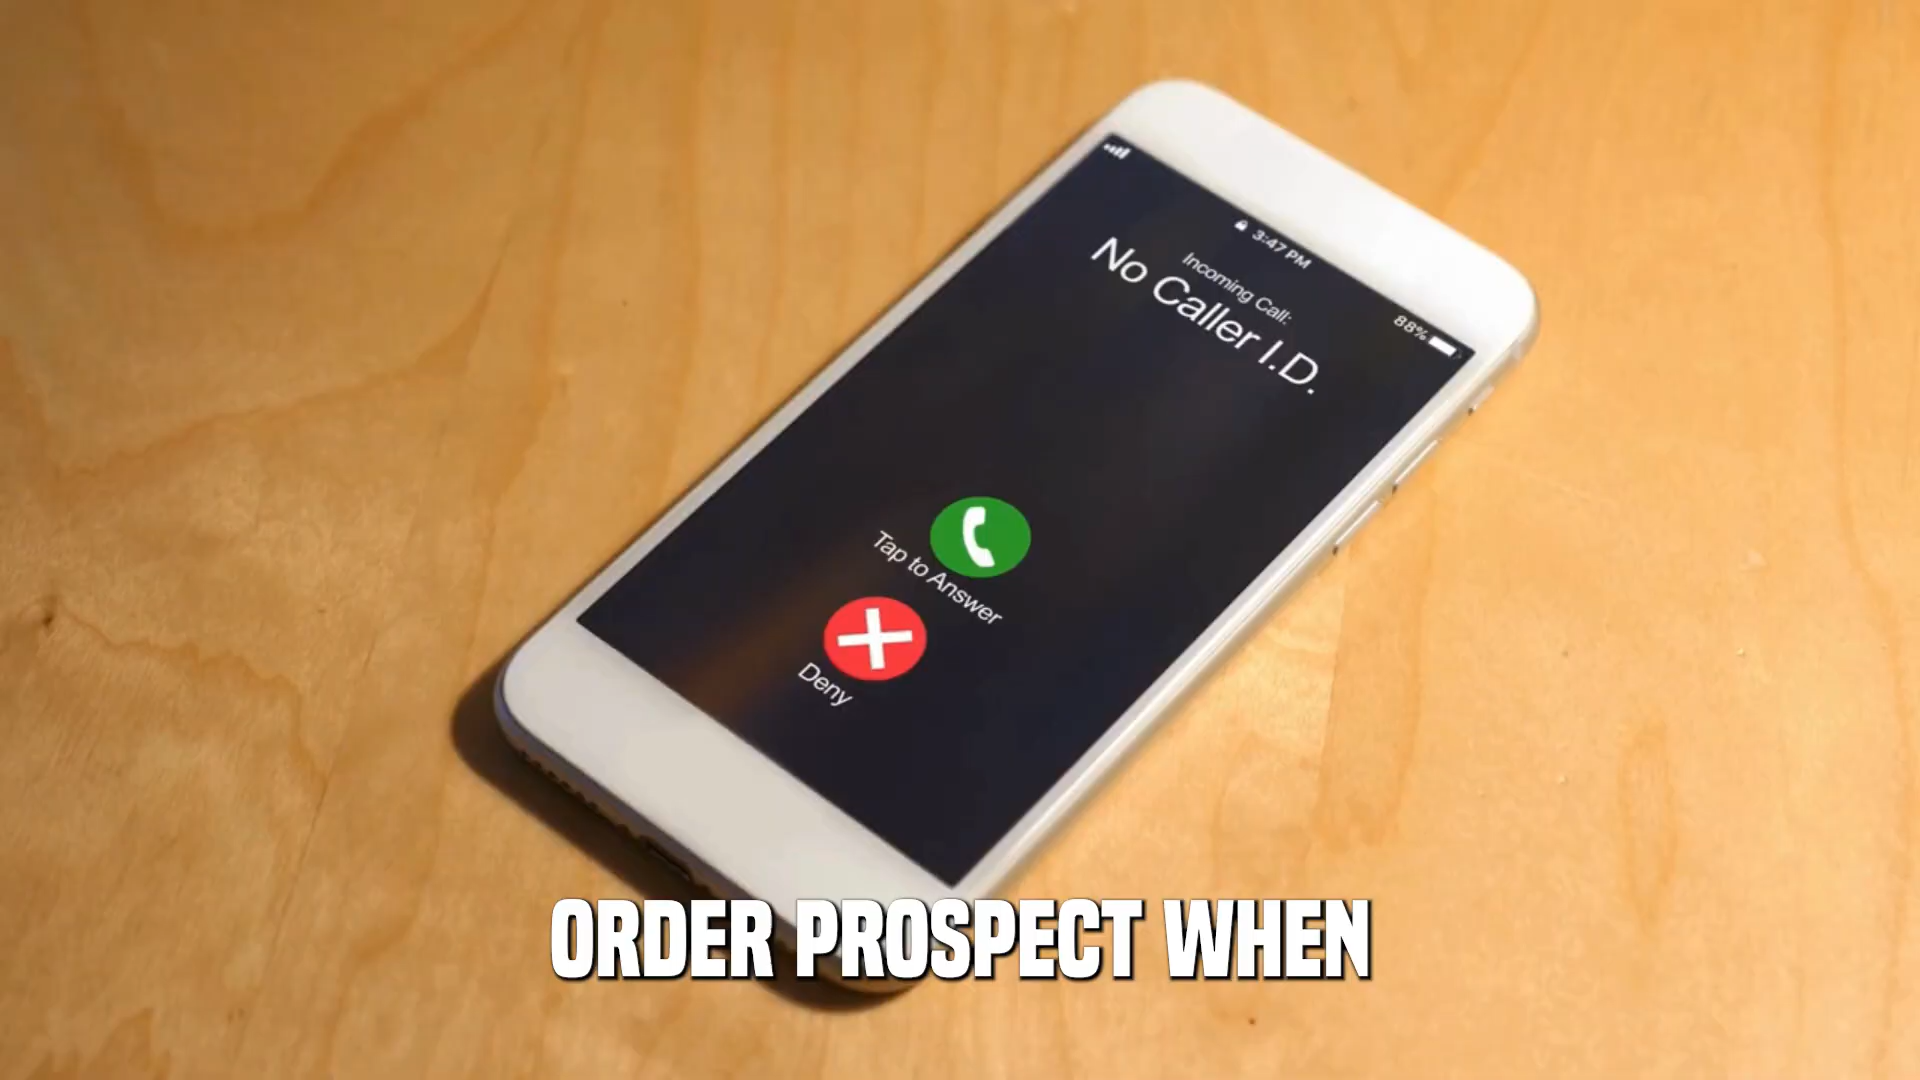 3:47 PM
88%
Incoming Call:
No Caller I.D.
Tap to Answer
Deny
ORDER PROSPECT WHEN